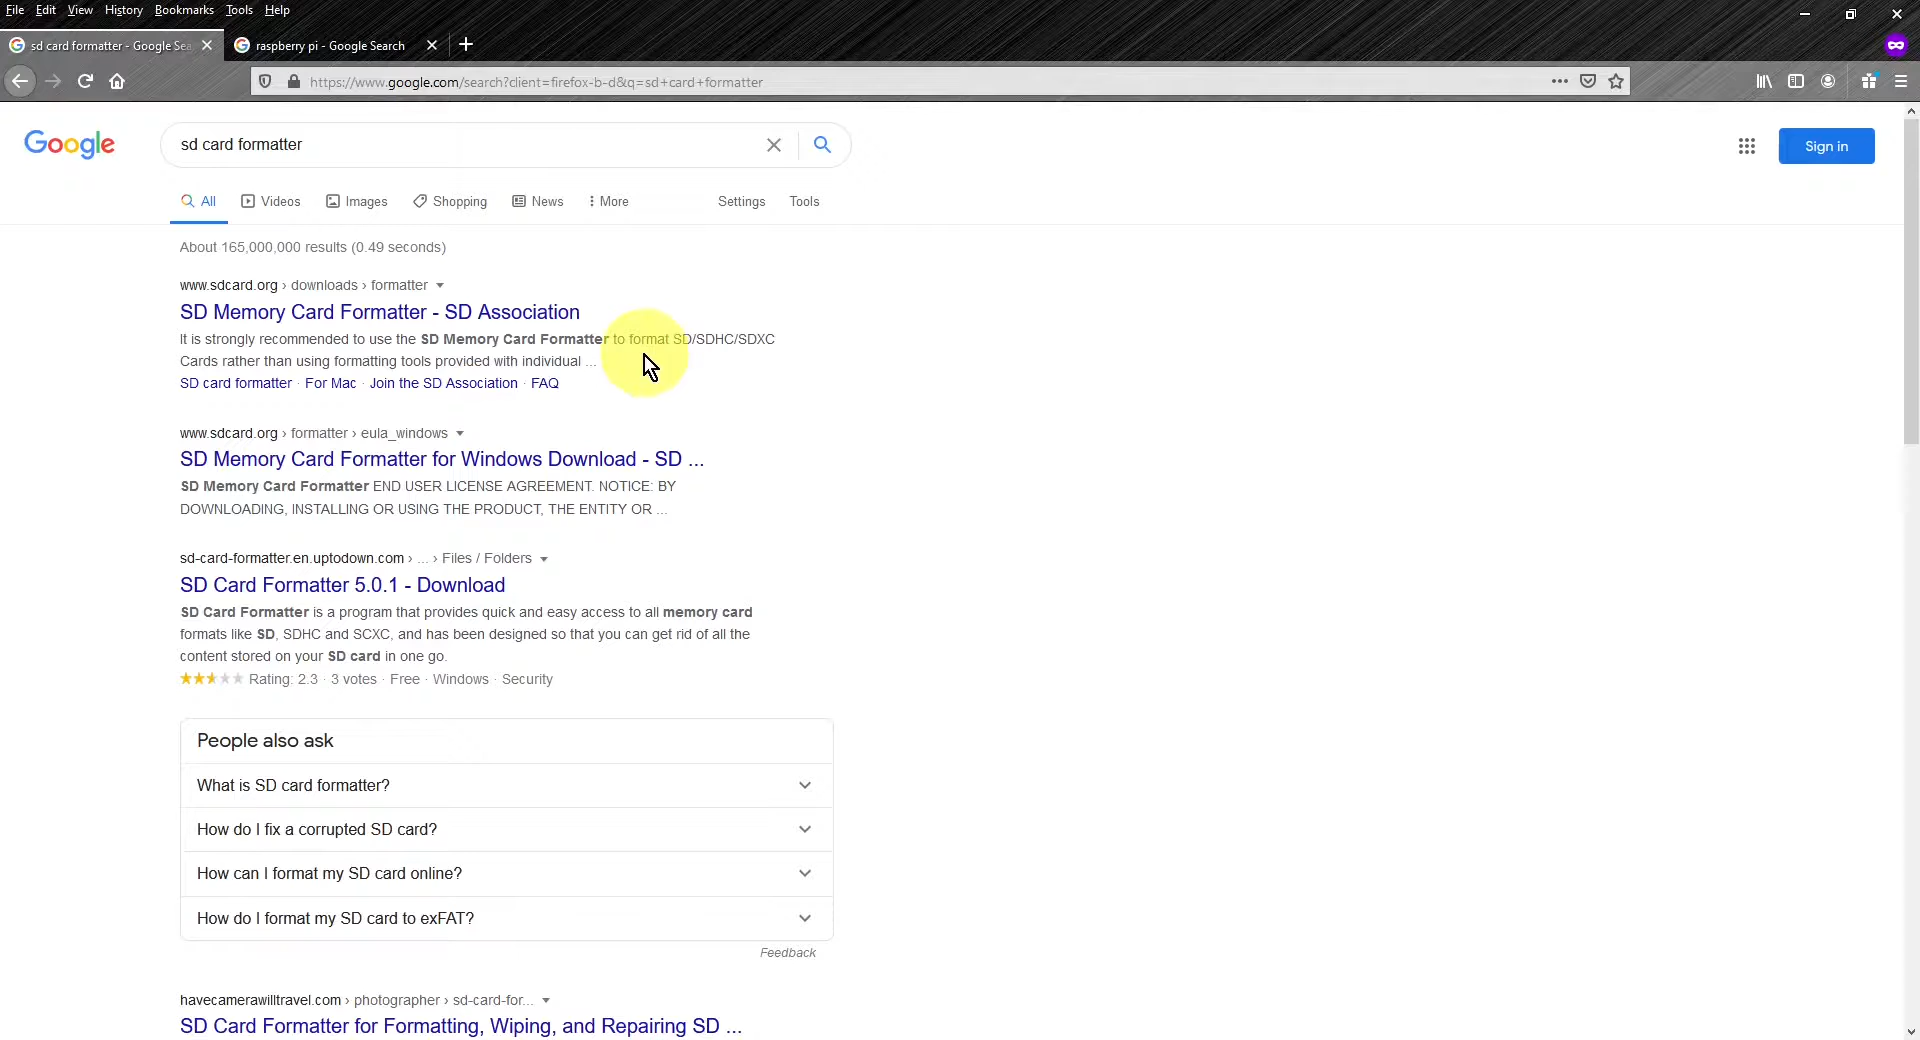 File Edit View History Bookmarks Tools Help
sd card formatter - Google Sea
raspberry pi - Google Search
https://www.google.com/search?client=firefox-b-d&q=sd+card+formatter
Google
sd card formatter
Sign in
All Videos Images Shopping News More Settings Tools
About 165,000,000 results (0.49 seconds)
www.sdcard.org › downloads › formatter
SD Memory Card Formatter - SD Association
It is strongly recommended to use the SD Memory Card Formatter to format SD/SDHC/SDXC
Cards rather than using formatting tools provided with individual ...
SD card formatter · For Mac · Join the SD Association · FAQ
www.sdcard.org › formatter › eula_windows
SD Memory Card Formatter for Windows Download - SD ...
SD Memory Card Formatter END USER LICENSE AGREEMENT. NOTICE: BY
DOWNLOADING, INSTALLING OR USING THE PRODUCT, THE ENTITY OR ...
sd-card-formatter.en.uptodown.com › ... › Files / Folders
SD Card Formatter 5.0.1 - Download
SD Card Formatter is a program that provides quick and easy access to all memory card
formats like SD, SDHC and SCXC, and has been designed so that you can get rid of all the
content stored on your SD card in one go.
Rating: 2.3 · 3 votes · Free · Windows · Security
People also ask
What is SD card formatter?
How do I fix a corrupted SD card?
How can I format my SD card online?
How do I format my SD card to exFAT?
Feedback
havecamerawilltravel.com › photographer › sd-card-for...
SD Card Formatter for Formatting, Wiping, and Repairing SD ...